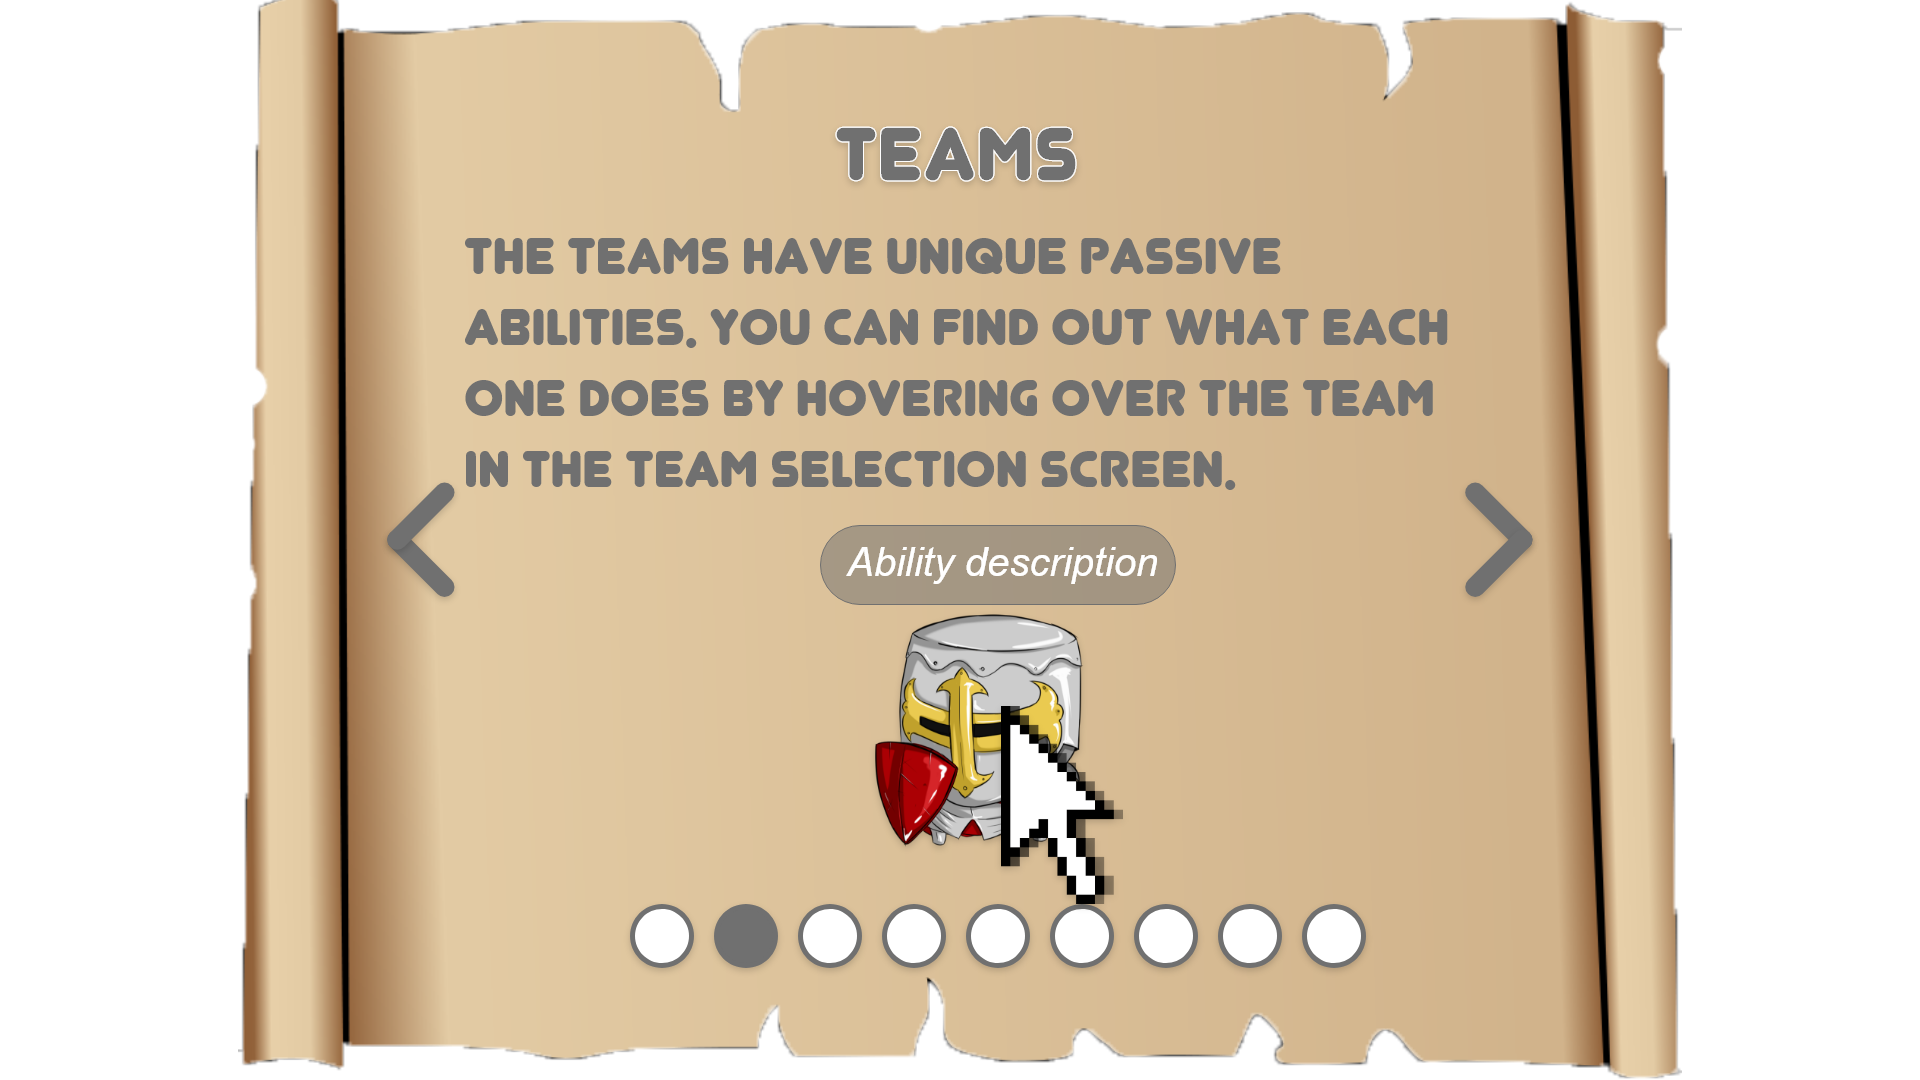 TEAMS
THE TEAMS HAVE UNIQUE PASSIVE
ABILITIES. YOU CAN FIND OUT WHAT EACH
ONE DOES BY HOVERING OVER THE TEAM
IN THE TEAM SELECTION SCREEN.
Ability description